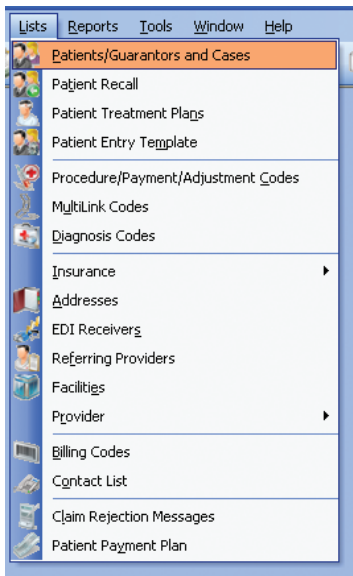 Lists Reports Tools Window Help
Patients/Guarantors and Cases
Patient Recall
Patient Treatment Plans
Patient Entry Template
Procedure/Payment/Adjustment Codes
MultiLink Codes
Diagnosis Codes
Insurance
Addresses
EDI Receivers
Referring Providers
Facilities
Provider
Billing Codes
Contact List
Claim Rejection Messages
Patient Payment Plan